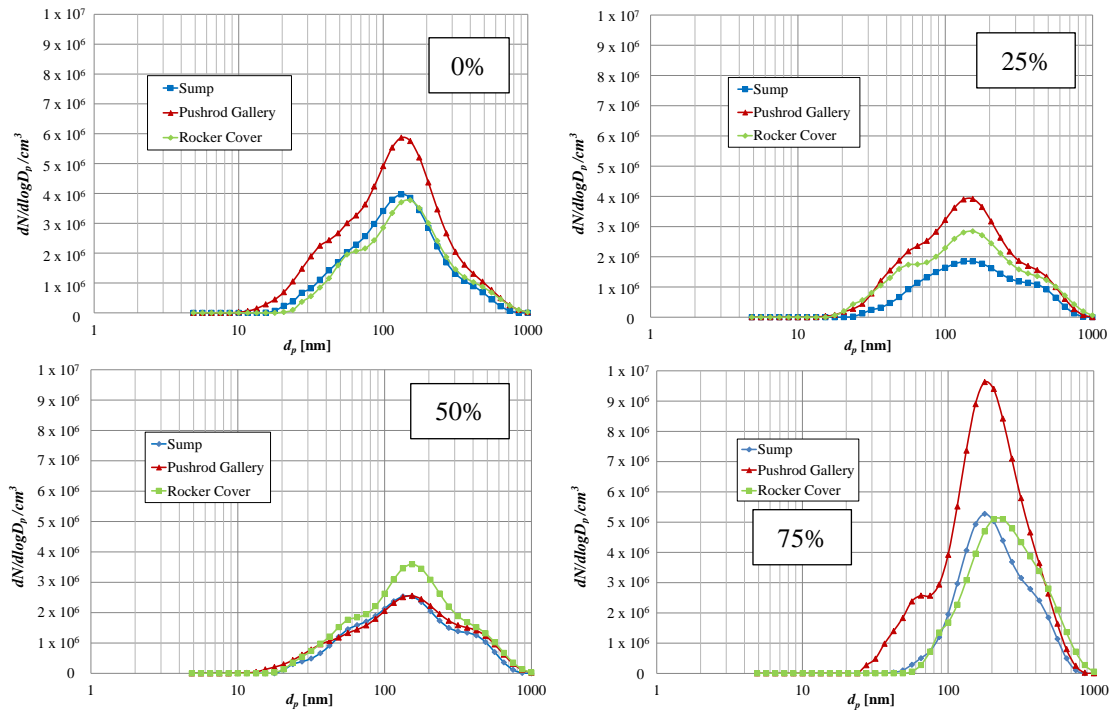 1 x 10⁷
9 x 10⁶
8 x 10⁶
7 x 10⁶
6 x 10⁶
5 x 10⁶
4 x 10⁶
3 x 10⁶
2 x 10⁶
1 x 10⁶
0
dN/dlogDₚ/cm³
0%
Sump
Pushrod Gallery
Rocker Cover
1 10 100 1000
dₚ [nm]
1 x 10⁷
9 x 10⁶
8 x 10⁶
7 x 10⁶
6 x 10⁶
5 x 10⁶
4 x 10⁶
3 x 10⁶
2 x 10⁶
1 x 10⁶
0
dN/dlogDₚ/cm³
25%
Sump
Pushrod Gallery
Rocker Cover
1 10 100 1000
dₚ [nm]
1 x 10⁷
9 x 10⁶
8 x 10⁶
7 x 10⁶
6 x 10⁶
5 x 10⁶
4 x 10⁶
3 x 10⁶
2 x 10⁶
1 x 10⁶
0
dN/dlogDₚ/cm³
50%
Sump
Pushrod Gallery
Rocker Cover
1 10 100 1000
dₚ [nm]
1 x 10⁷
9 x 10⁶
8 x 10⁶
7 x 10⁶
6 x 10⁶
5 x 10⁶
4 x 10⁶
3 x 10⁶
2 x 10⁶
1 x 10⁶
0
dN/dlogDₚ/cm³
Sump
Pushrod Gallery
Rocker Cover
75%
1 10 100 1000
dₚ [nm]